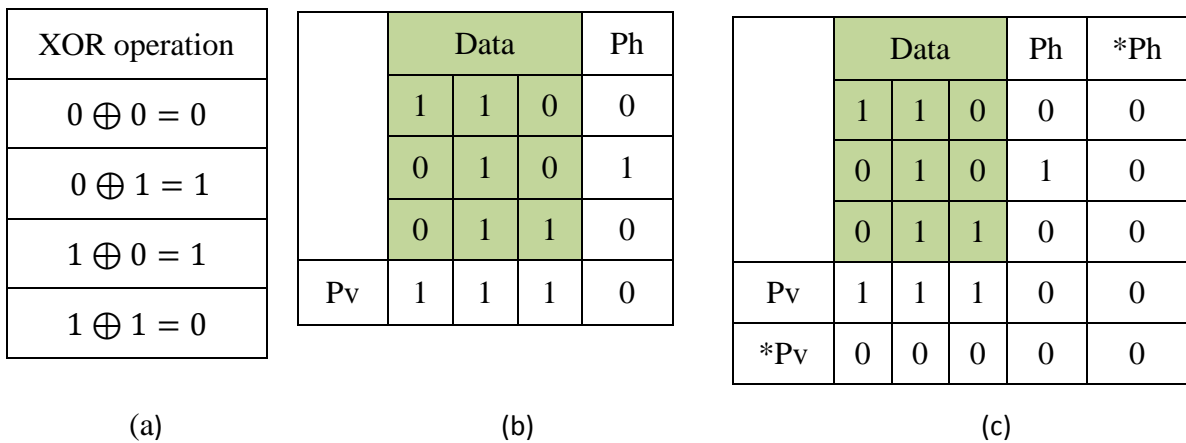 XOR operation
0 ⊕ 0 = 0
0 ⊕ 1 = 1
1 ⊕ 0 = 1
1 ⊕ 1 = 0
(a)
Data Ph
1 1 0 0
0 1 0 1
0 1 1 0
Pv 1 1 1 0
(b)
Data Ph *Ph
1 1 0 0 0
0 1 0 1 0
0 1 1 0 0
Pv 1 1 1 0 0
*Pv 0 0 0 0 0
(c)